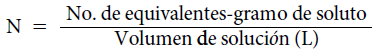 N = No. de equivalentes-gramo de soluto
Volumen de solución (L)